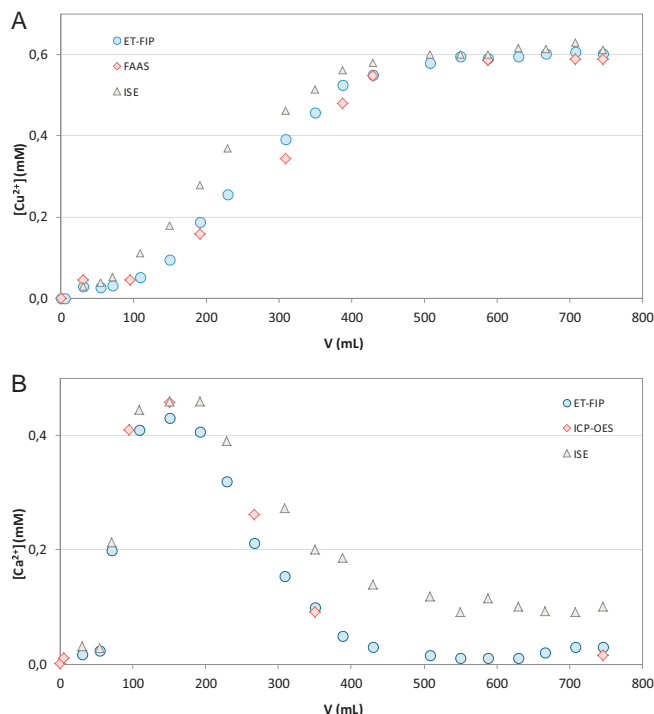 A
0,6
0,4
0,2
0,0
[Cu²⁺] (mM)
ET-FIP
FAAS
ISE
0 100 200 300 400 500 600 700 800
V (mL)
B
0,4
0,2
0,0
[Ca²⁺] (mM)
ET-FIP
ICP-OES
ISE
0 100 200 300 400 500 600 700 800
V (mL)